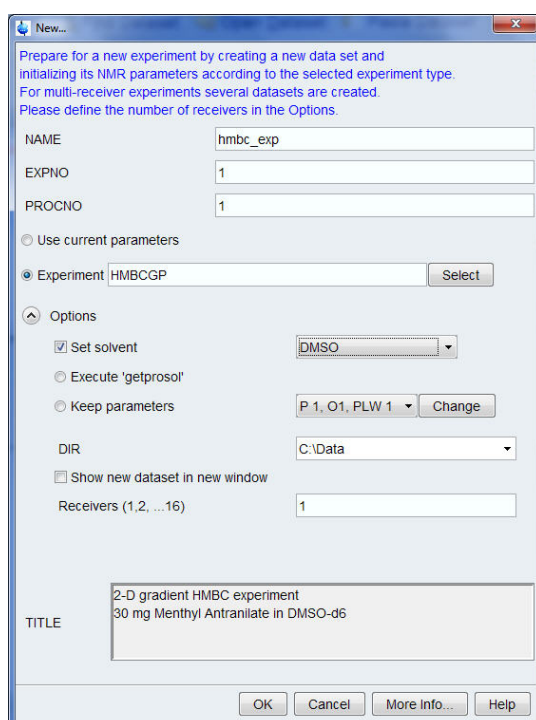 New...
Prepare for a new experiment by creating a new data set and
initializing its NMR parameters according to the selected experiment type.
For multi-receiver experiments several datasets are created.
Please define the number of receivers in the Options.
NAME hmbc_exp
EXPNO 1
PROCNO 1
Use current parameters
Experiment HMBCGP Select
Options
Set solvent DMSO
Execute 'getprosol'
Keep parameters P 1, O1, PLW 1 Change
DIR C:\Data
Show new dataset in new window
Receivers (1,2, ...16) 1
2-D gradient HMBC experiment
30 mg Menthyl Antranilate in DMSO-d6
TITLE
OK Cancel More Info... Help